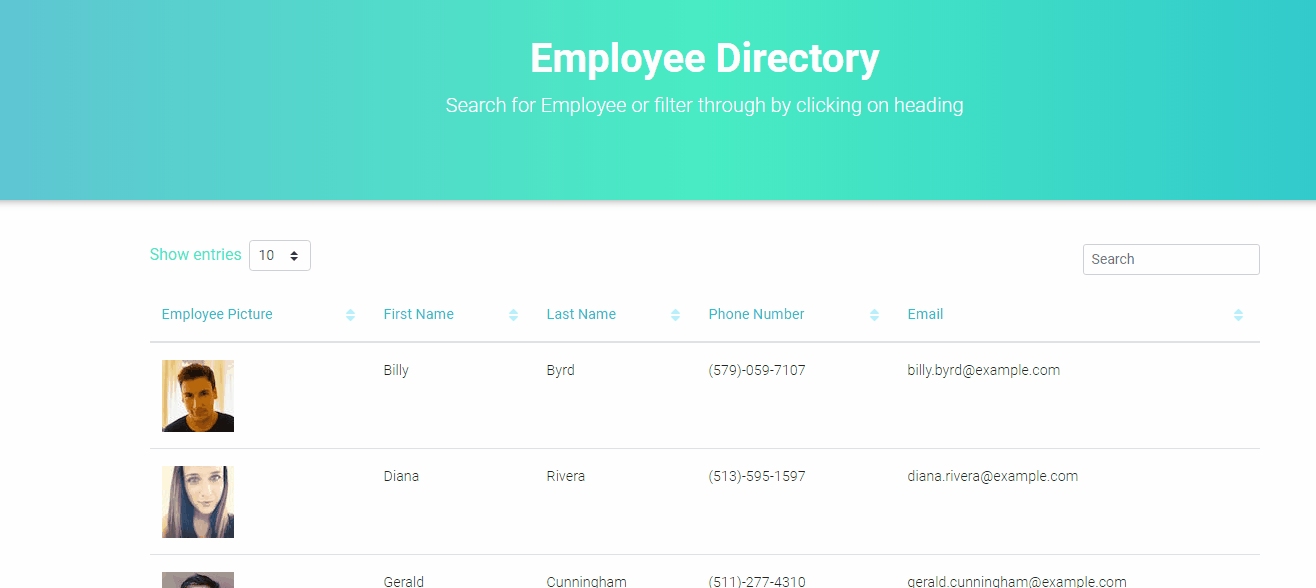 Employee Directory
Search for Employee or filter through by clicking on heading
Show entries 10
Search
Employee Picture First Name Last Name Phone Number Email
Billy Byrd (579)-059-7107 billy.byrd@example.com
Diana Rivera (513)-595-1597 diana.rivera@example.com
Gerald Cunningham (511)-277-4310 gerald.cunningham@example.com